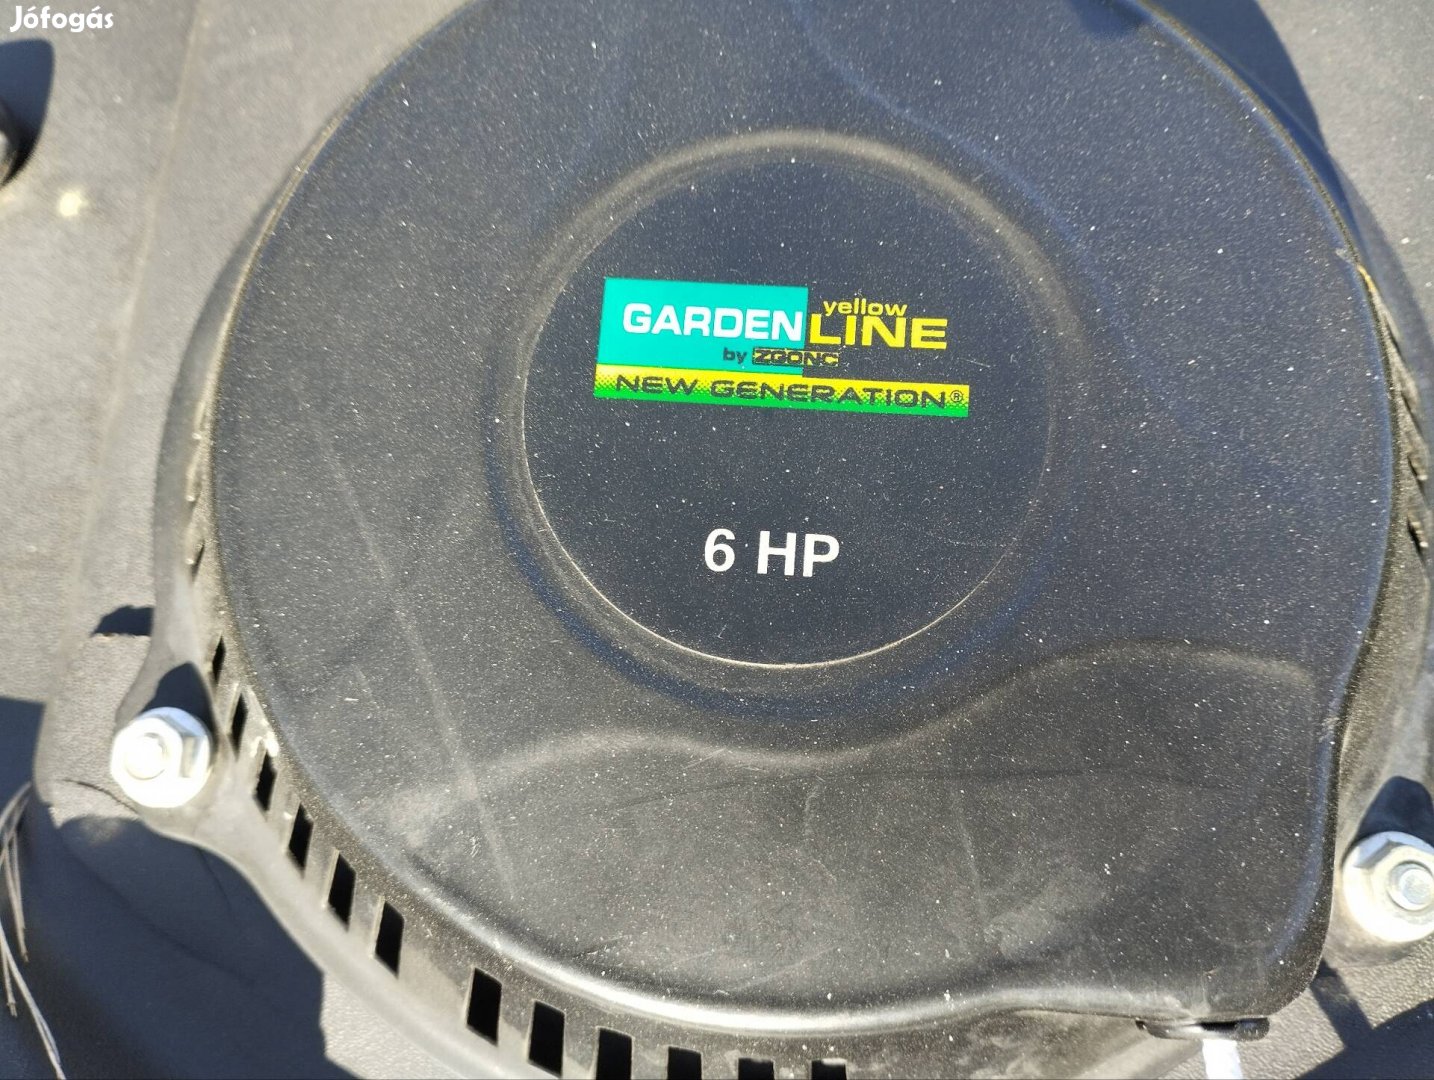 Jófogás
GARDEN yellow LINE
by ZGONC
NEW GENERATION®
6 HP